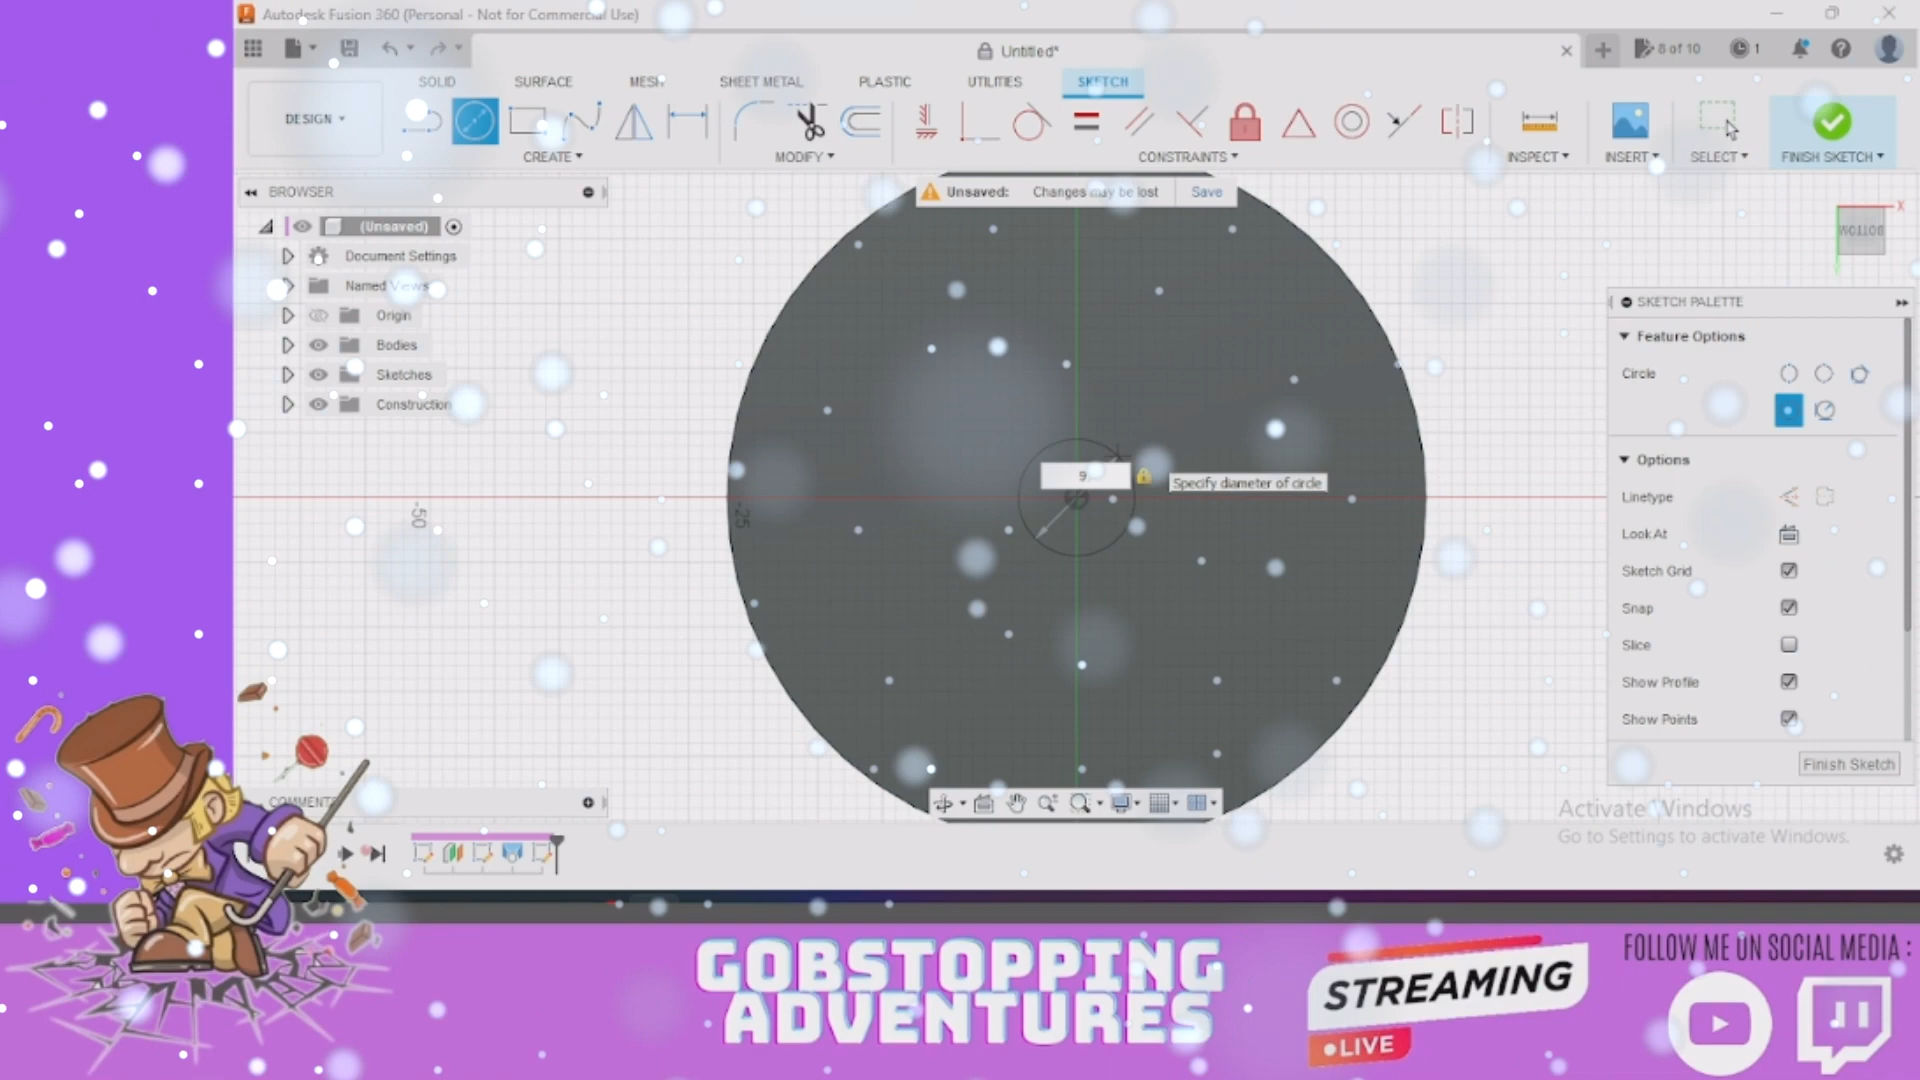 Autodesk Fusion 360 (Personal - Not for Commercial Use)
Untitled*
8 of 10
1
SOLID
SURFACE
MESH
SHEET METAL
PLASTIC
UTILITIES
SKETCH
DESIGN
CREATE
MODIFY
CONSTRAINTS
INSPECT
INSERT
SELECT
FINISH SKETCH
BROWSER
Unsaved: Changes may be lost
Save
(Unsaved)
Document Settings
Named Views
Origin
Bodies
Sketches
Construction
X
BOTTOM
SKETCH PALETTE
Feature Options
Circle
Options
Linetype
Look At
Sketch Grid
Snap
Slice
Show Profile
Show Points
Finish Sketch
-50
-25
9
Specify diameter of circle
COMMENTS
Activate Windows
Go to Settings to activate Windows.
GOBSTOPPING
ADVENTURES
STREAMING
LIVE
FOLLOW ME ON SOCIAL MEDIA :